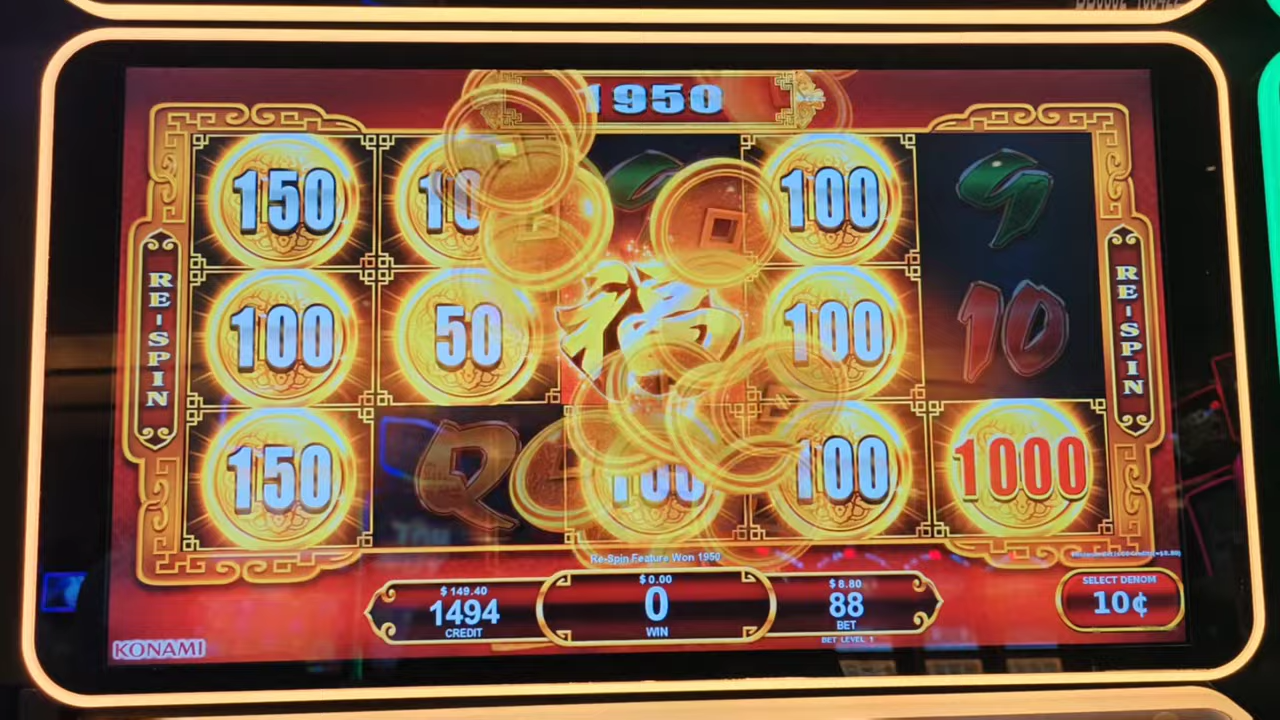 1950
150
100
9
RE-SPIN
100
50
福
100
10
RE-SPIN
150
Q
100
100
1000
Re-Spin Feature Won 1950
$149.40
1494
CREDIT
$0.00
0
WIN
$8.80
88
BET
BET LEVEL 1
SELECT DENOM
10¢
KONAMI